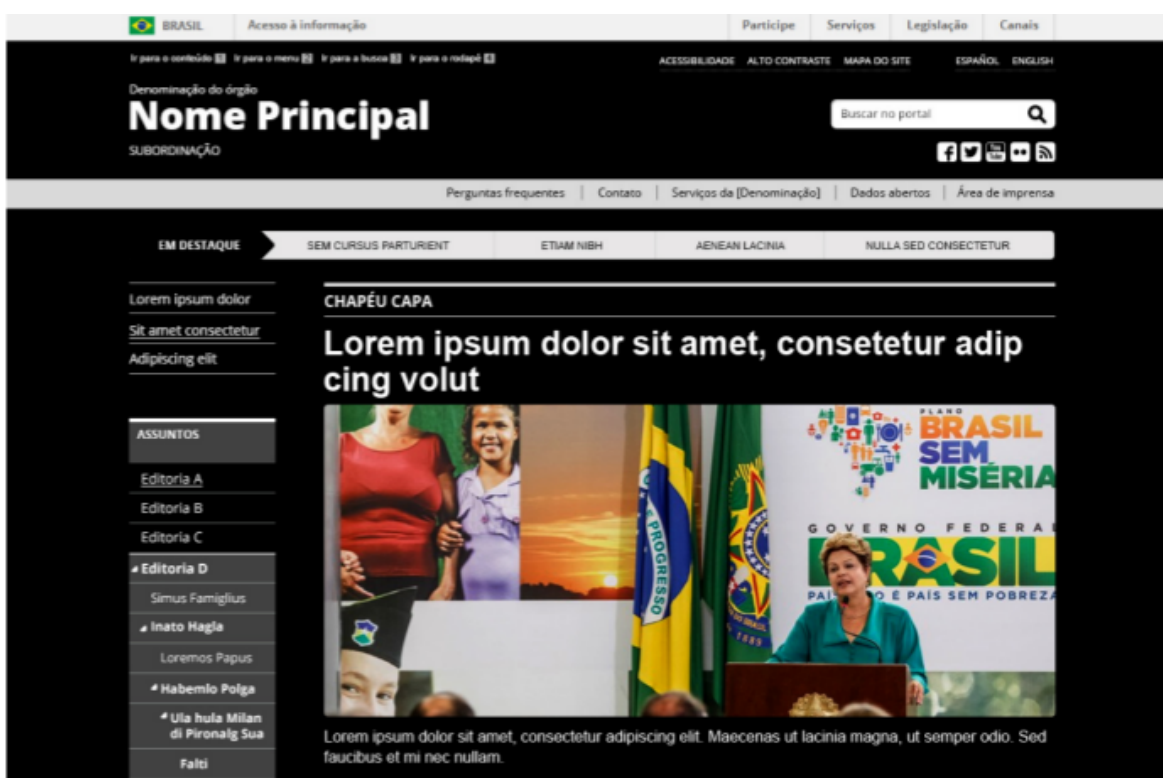 BRASIL Acesso à informação Participe Serviços Legislação Canais
Ir para o conteúdo 1 Ir para o menu 2 Ir para a busca 3 Ir para o rodapé 4 ACESSIBILIDADE ALTO CONTRASTE MAPA DO SITE ESPAÑOL ENGLISH
Denominação do órgão
Nome Principal
Buscar no portal
SUBORDINAÇÃO
Perguntas frequentes | Contato | Serviços da [Denominação] | Dados abertos | Área de imprensa
EM DESTAQUE SEM CURSUS PARTURIENT ETIAM NIBH AENEAN LACINIA NULLA SED CONSECTETUR
Lorem ipsum dolor
Sit amet consectetur
Adipiscing elit
ASSUNTOS
Editoria A
Editoria B
Editoria C
Editoria D
Simus Famiglius
Inato Hagla
Loremos Papus
Habemlo Polga
Ula hula Milan
di Pironalg Sua
Falti
CHAPÉU CAPA
Lorem ipsum dolor sit amet, consetetur adip
cing volut
PLANO
BRASIL
SEM
MISÉRIA
GOVERNO FEDERAL
BRASIL
PAÍS É PAÍS SEM POBREZA
PROGRESSO
Lorem ipsum dolor sit amet, consectetur adipiscing elit. Maecenas ut lacinia magna, ut semper odio. Sed
faucibus et mi nec nullam.